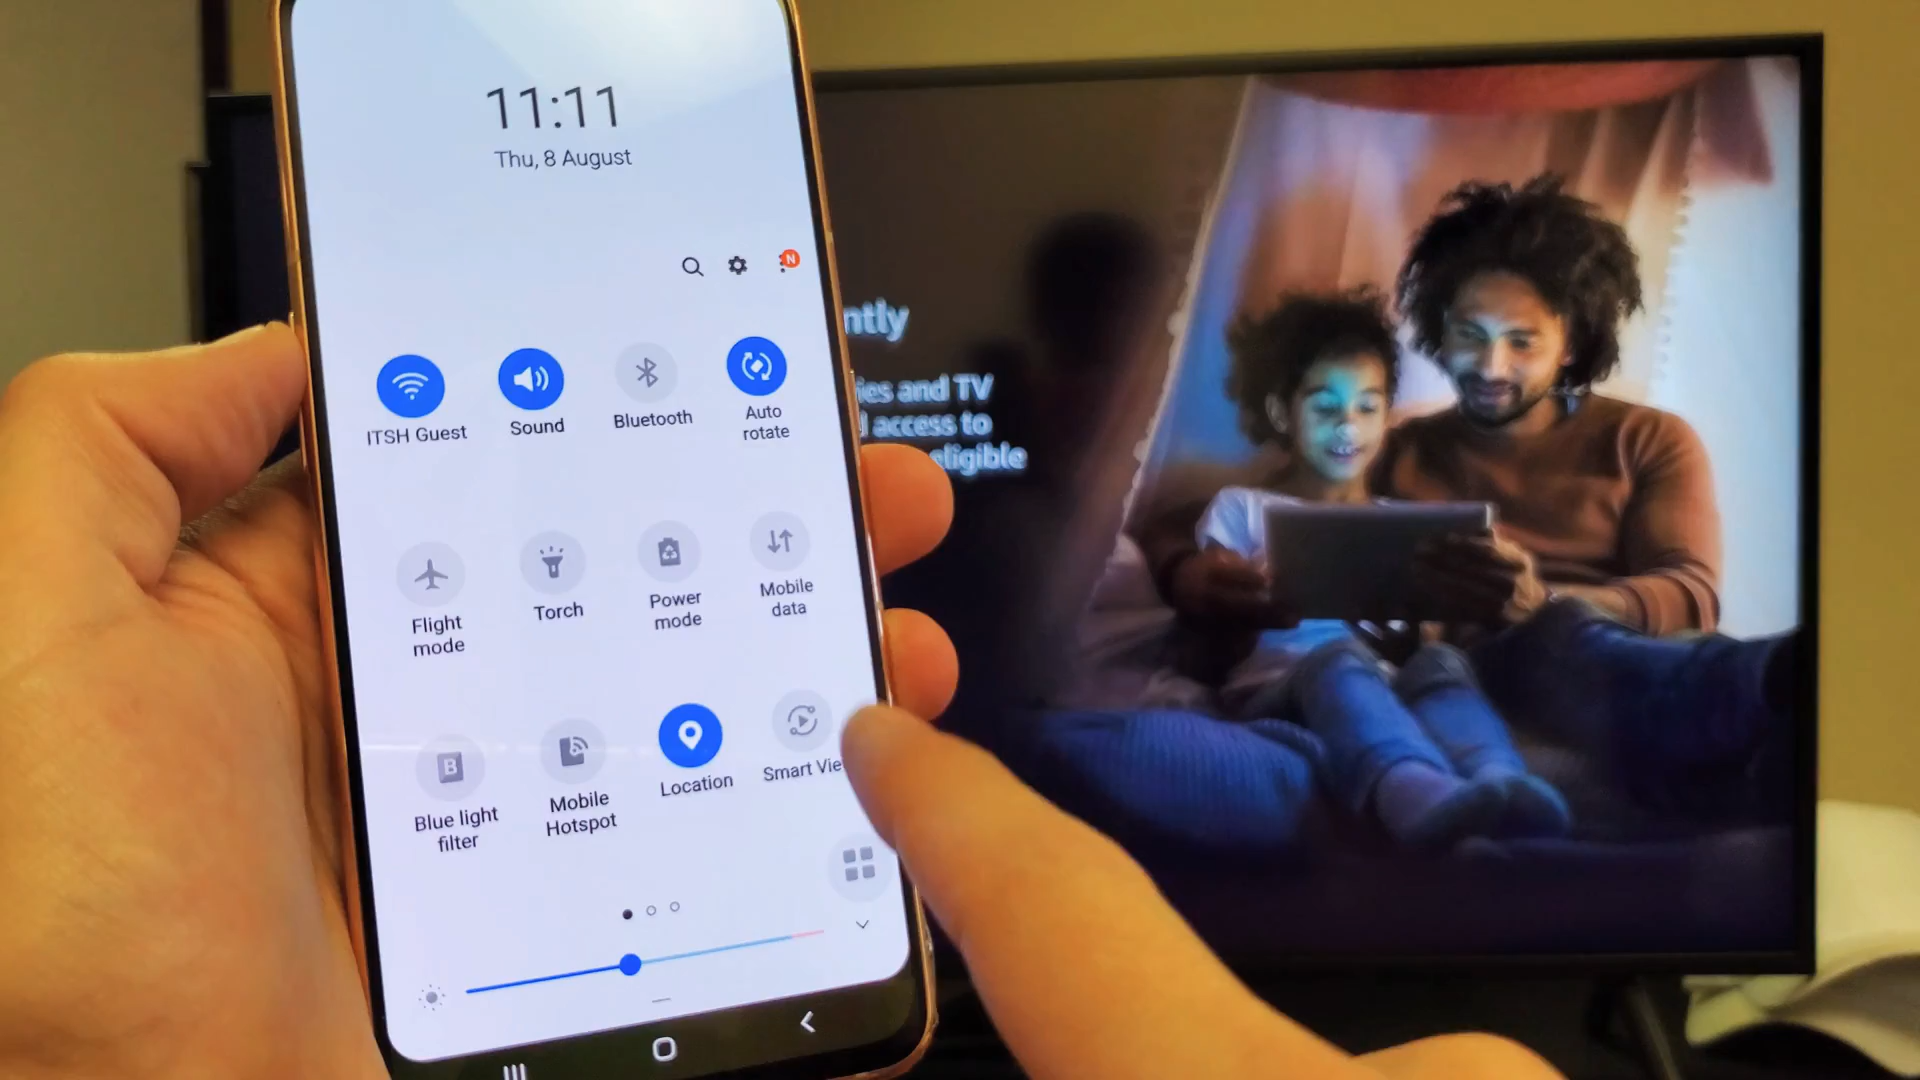 11:11
Thu, 8 August
N
ITSH Guest
Sound
Bluetooth
Auto
rotate
Flight
mode
Torch
Power
mode
Mobile
data
B
Blue light
filter
Mobile
Hotspot
Location
Smart Vie
ntly
ies and TV
access to
eligible